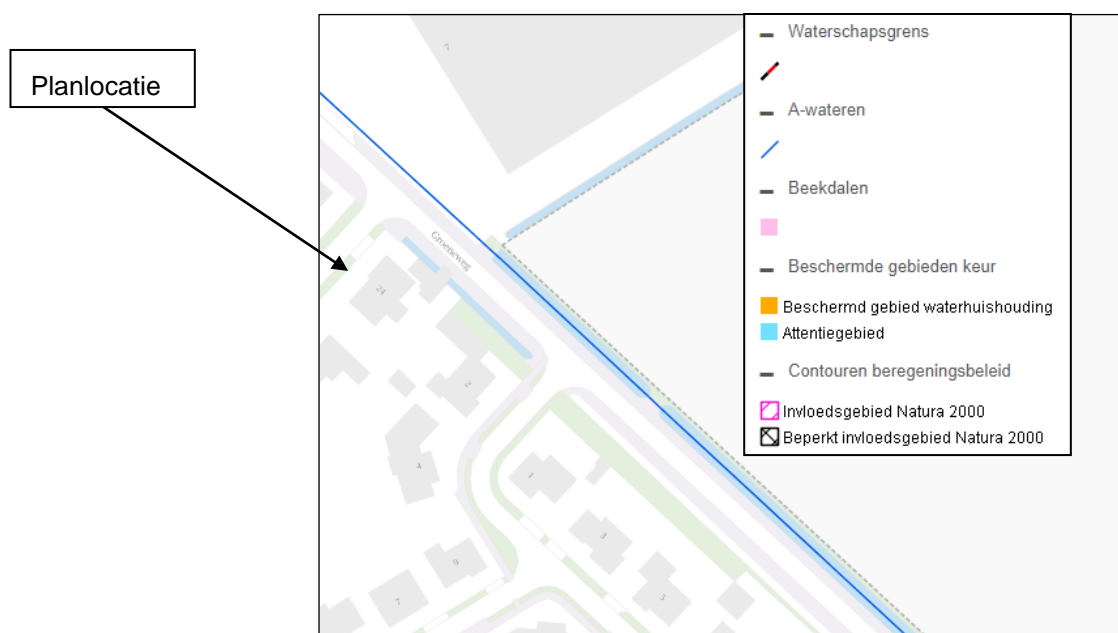 Planlocatie
Waterschapsgrens
A-wateren
Beekdalen
Beschermde gebieden keur
Beschermd gebied waterhuishouding
Attentiegebied
Contouren beregeningsbeleid
Invloedsgebied Natura 2000
Beperkt invloedsgebied Natura 2000
7
Groeneweg
24
2
4
1
3
3
9
7